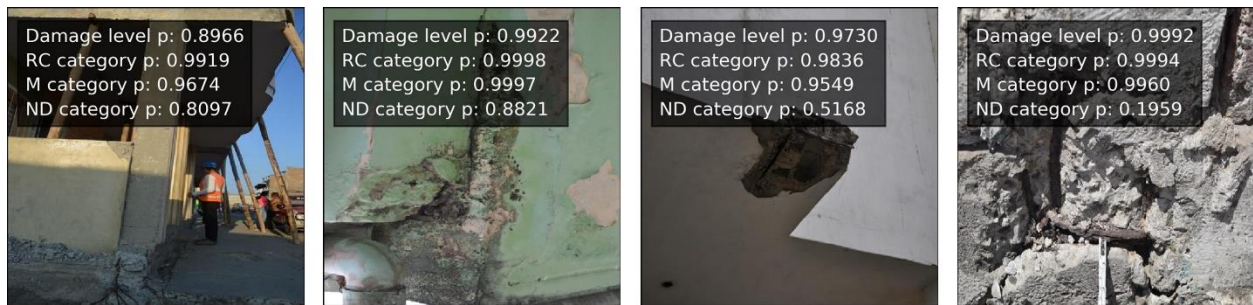 Damage level p: 0.8966
RC category p: 0.9919
M category p: 0.9674
ND category p: 0.8097
Damage level p: 0.9922
RC category p: 0.9998
M category p: 0.9997
ND category p: 0.8821
Damage level p: 0.9730
RC category p: 0.9836
M category p: 0.9549
ND category p: 0.5168
Damage level p: 0.9992
RC category p: 0.9994
M category p: 0.9960
ND category p: 0.1959